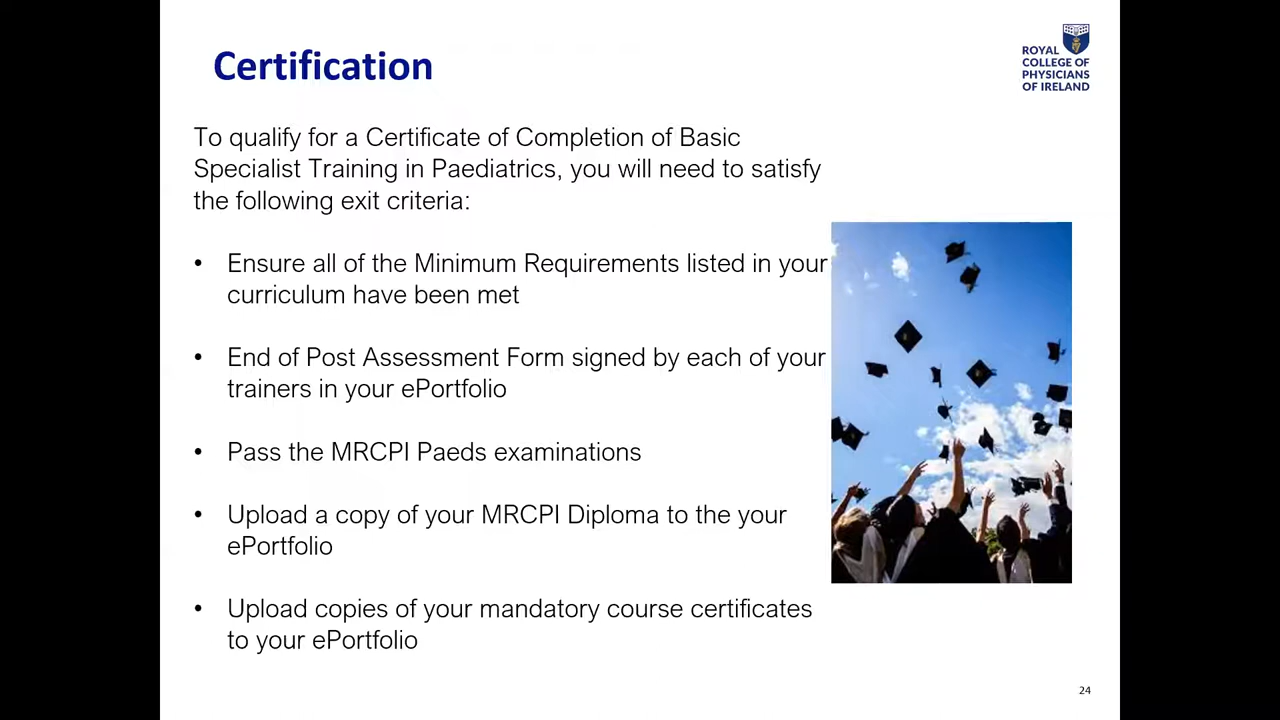 Certification
ROYAL
COLLEGE OF
PHYSICIANS
OF IRELAND
To qualify for a Certificate of Completion of Basic
Specialist Training in Paediatrics, you will need to satisfy
the following exit criteria:
• Ensure all of the Minimum Requirements listed in your
curriculum have been met
• End of Post Assessment Form signed by each of your
trainers in your ePortfolio
• Pass the MRCPI Paeds examinations
• Upload a copy of your MRCPI Diploma to the your
ePortfolio
• Upload copies of your mandatory course certificates
to your ePortfolio
24